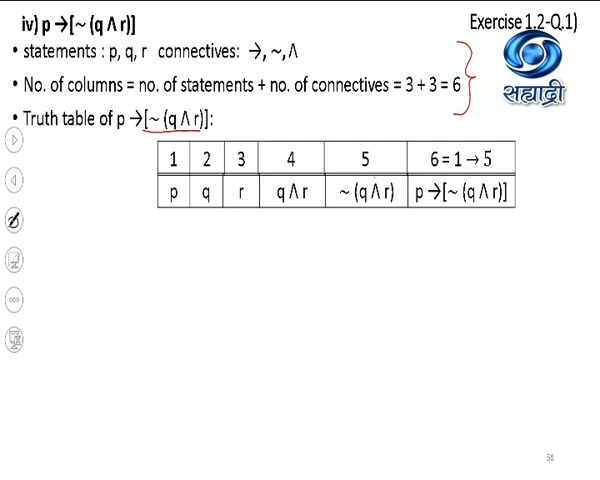 iv) p →[~ (q Λ r)]
Exercise 1.2-Q.1)
• statements : p, q, r connectives: →, ~, Λ
• No. of columns = no. of statements + no. of connectives = 3 + 3 = 6
सह्याद्री
• Truth table of p →[~ (q Λ r)]:
1 2 3 4 5 6 = 1 → 5
p q r q Λ r ~ (q Λ r) p →[~ (q Λ r)]
58